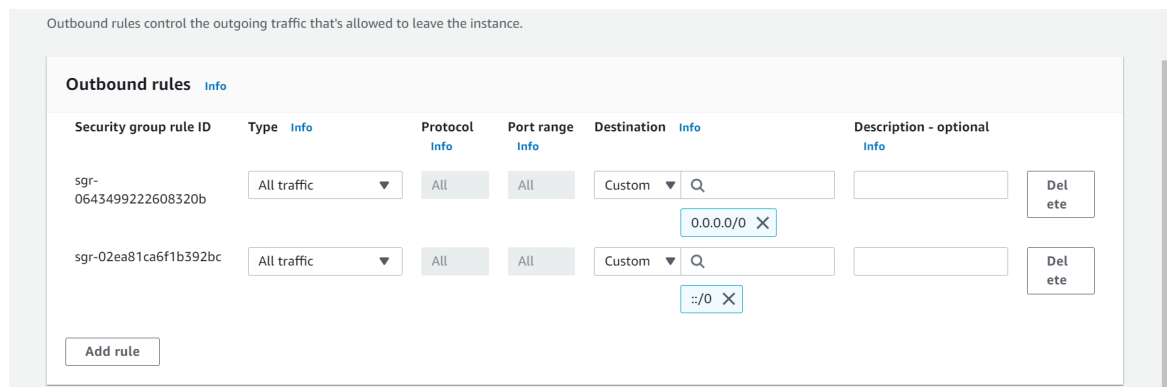 Outbound rules control the outgoing traffic that's allowed to leave the instance.
Outbound rules Info
Security group rule ID Type Info Protocol Info Port range Info Destination Info Description - optional Info
sgr-
0643499222608320b
All traffic All All Custom Del
ete
0.0.0.0/0
sgr-02ea81ca6f1b392bc All traffic All All Custom Del
ete
::/0
Add rule